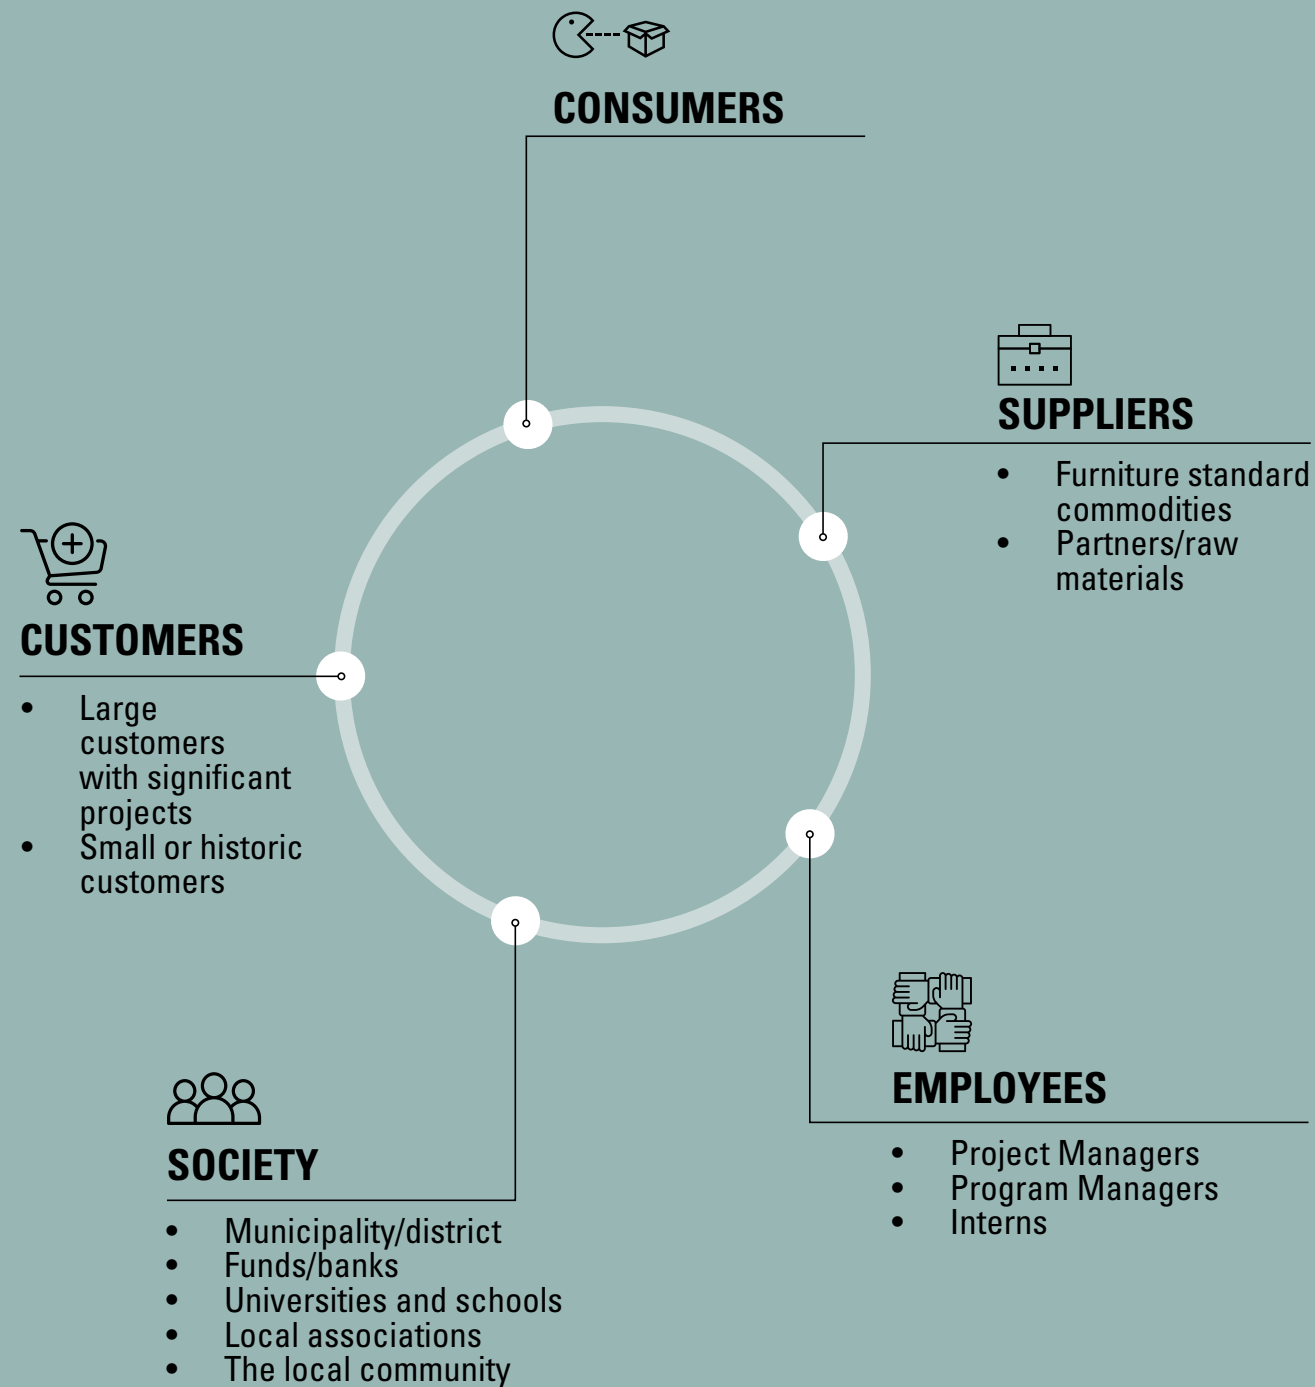 CONSUMERS
SUPPLIERS
• Furniture standard
commodities
• Partners/raw
materials
CUSTOMERS
• Large
customers
with significant
projects
• Small or historic
customers
EMPLOYEES
• Project Managers
• Program Managers
• Interns
SOCIETY
• Municipality/district
• Funds/banks
• Universities and schools
• Local associations
• The local community